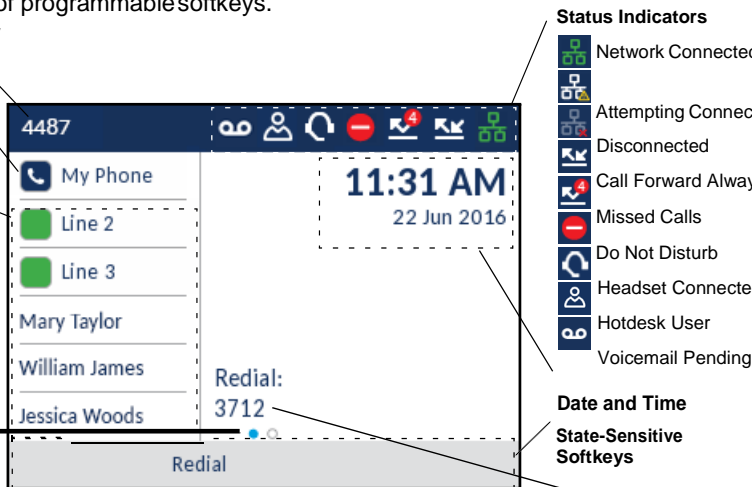 of programmable softkeys.
Status Indicators
Network Connected
Attempting Connec
Disconnected
Call Forward Alway
Missed Calls
Do Not Disturb
Headset Connecte
Hotdesk User
Voicemail Pending
4487
4
My Phone
11:31 AM
22 Jun 2016
Line 2
Line 3
Mary Taylor
William James
Jessica Woods
Redial:
3712
Redial
4
Date and Time
State-Sensitive
Softkeys